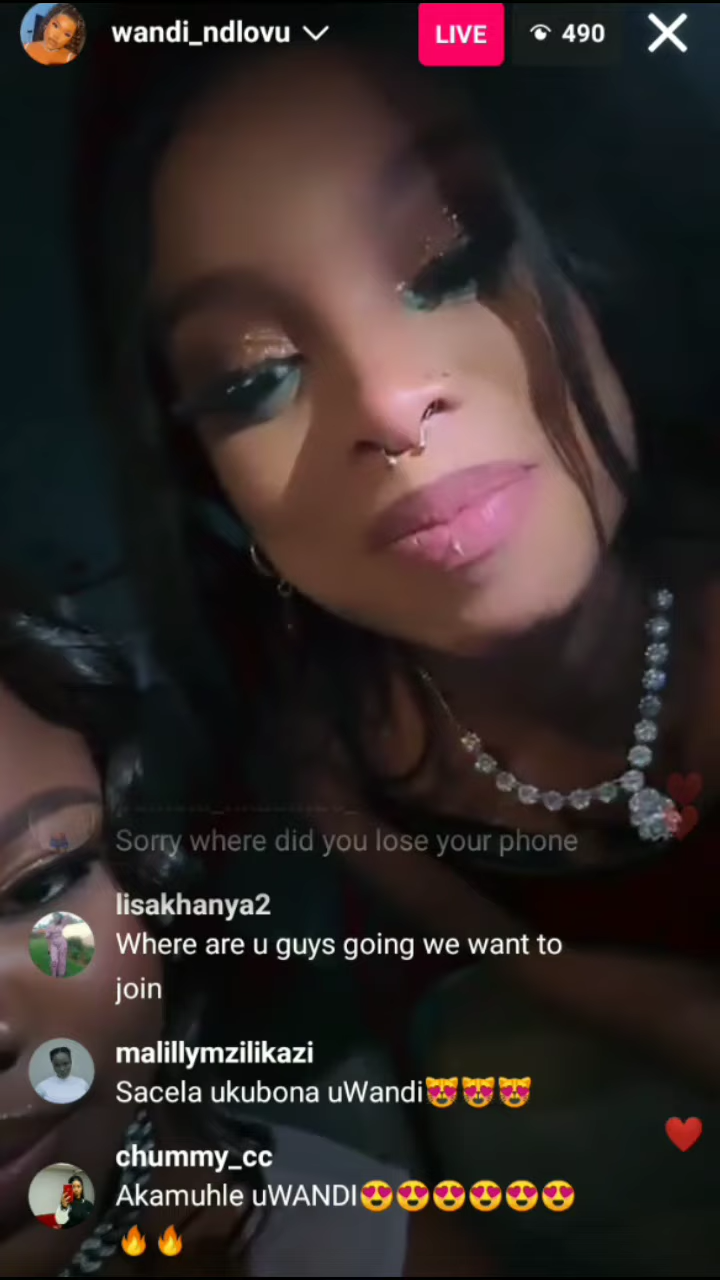 wandi_ndlovu
LIVE
490
Sorry where did you lose your phone
lisakhanya2
Where are u guys going we want to
join
malillymzilikazi
Sacela ukubona uWandi😻😻😻
chummy_cc
Akamuhle uWANDI😍😍😍😍😍😍
🔥🔥